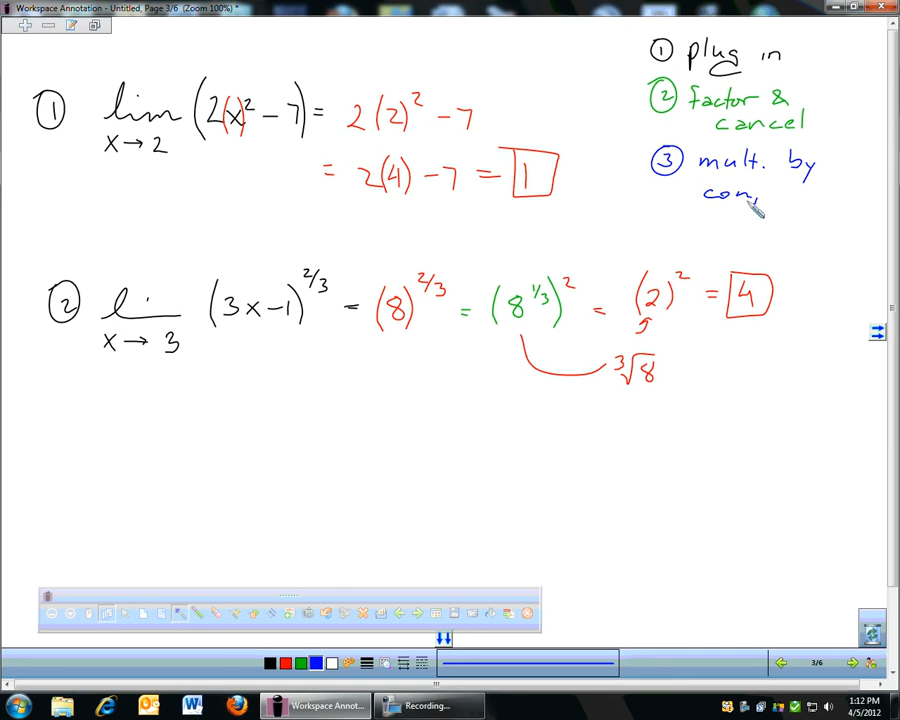 Workspace Annotation - Untitled, Page 3/6 (Zoom 100%) *
① plug in
② factor &
cancel
③ mult. by
con
① lim x→2 (2(x)² − 7) = 2(2)² − 7
= 2(4) − 7 = 1
② li x→3 (3x−1)^2/3 = (8)^2/3 = (8^1/3)² = (2)² = 4
³√8
3/6
Workspace Annot...
Recording...
1:12 PM
4/5/2012